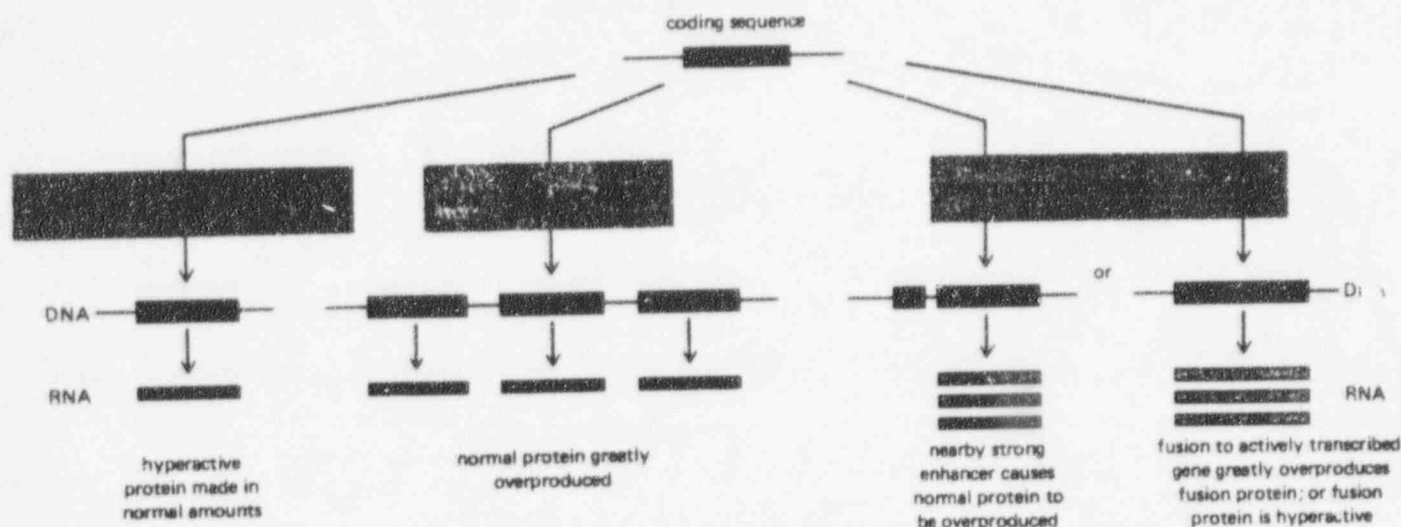 coding sequence
DNA
or
RNA
RNA
hyperactive
protein made in
normal amounts
normal protein greatly
overproduced
nearby strong
enhancer causes
normal protein to
be overproduced
fusion to actively transcribed
gene greatly overproduces
fusion protein; or fusion
protein is hyperactive